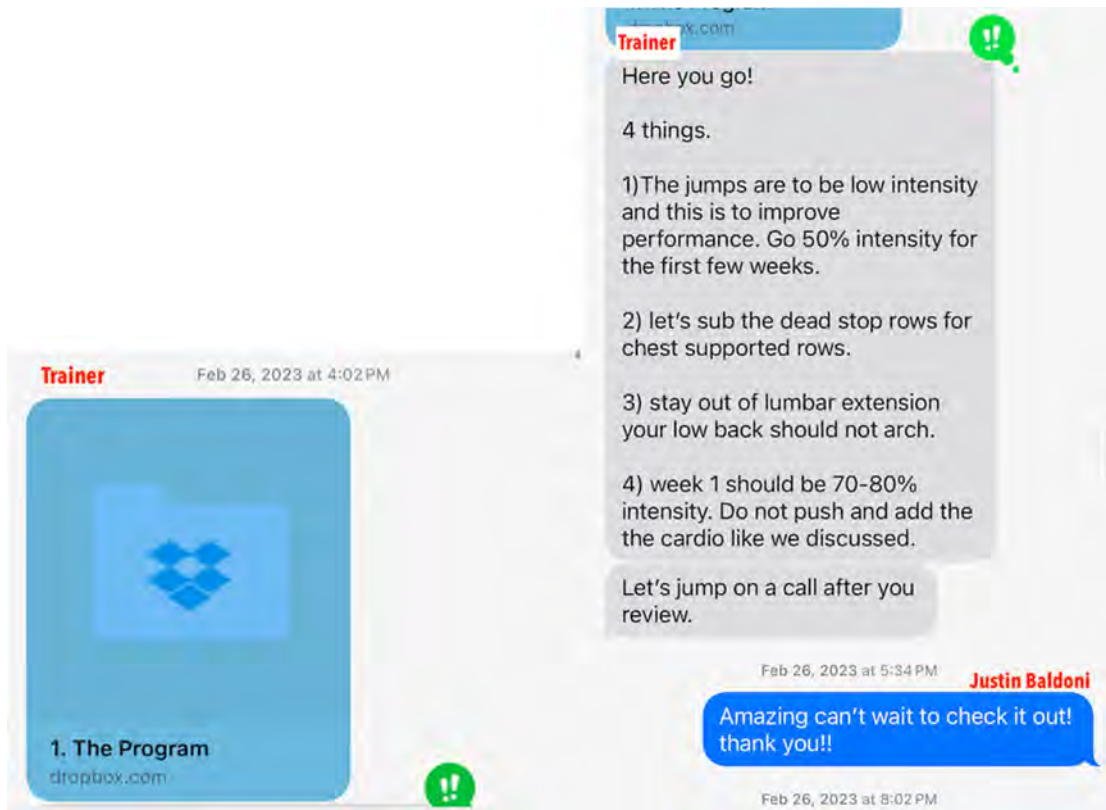 Trainer
Feb 26, 2023 at 4:02 PM
1. The Program
dropbox.com
dropbox.com
Trainer
Here you go!
4 things.
1)The jumps are to be low intensity
and this is to improve
performance. Go 50% intensity for
the first few weeks.
2) let's sub the dead stop rows for
chest supported rows.
3) stay out of lumbar extension
your low back should not arch.
4) week 1 should be 70-80%
intensity. Do not push and add the
the cardio like we discussed.
Let's jump on a call after you
review.
Feb 26, 2023 at 5:34 PM
Justin Baldoni
Amazing can't wait to check it out!
thank you!!
Feb 26, 2023 at 8:02 PM